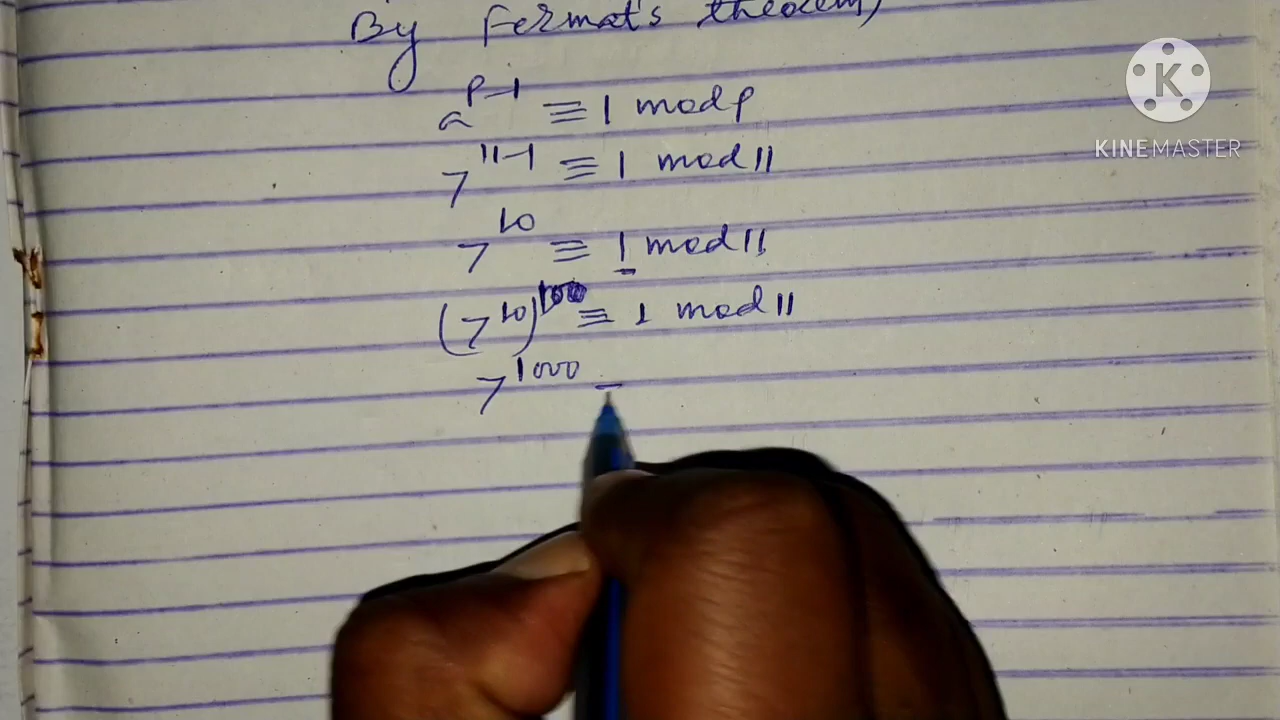 By Fermat's theorem,
a^{p-1} ≡ 1 mod p
K
KINEMASTER
7^{11-1} ≡ 1 mod 11
7^{10} ≡ 1 mod 11
(7^{10})^{100} ≡ 1 mod 11
7^{1000} -